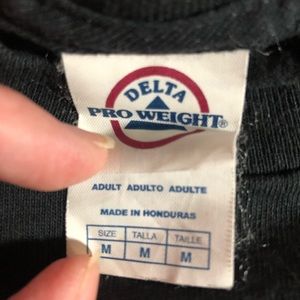 DELTA
PRO WEIGHT®
ADULT ADULTO ADULTE
MADE IN HONDURAS
SIZE TALLA TAILLE
M M M